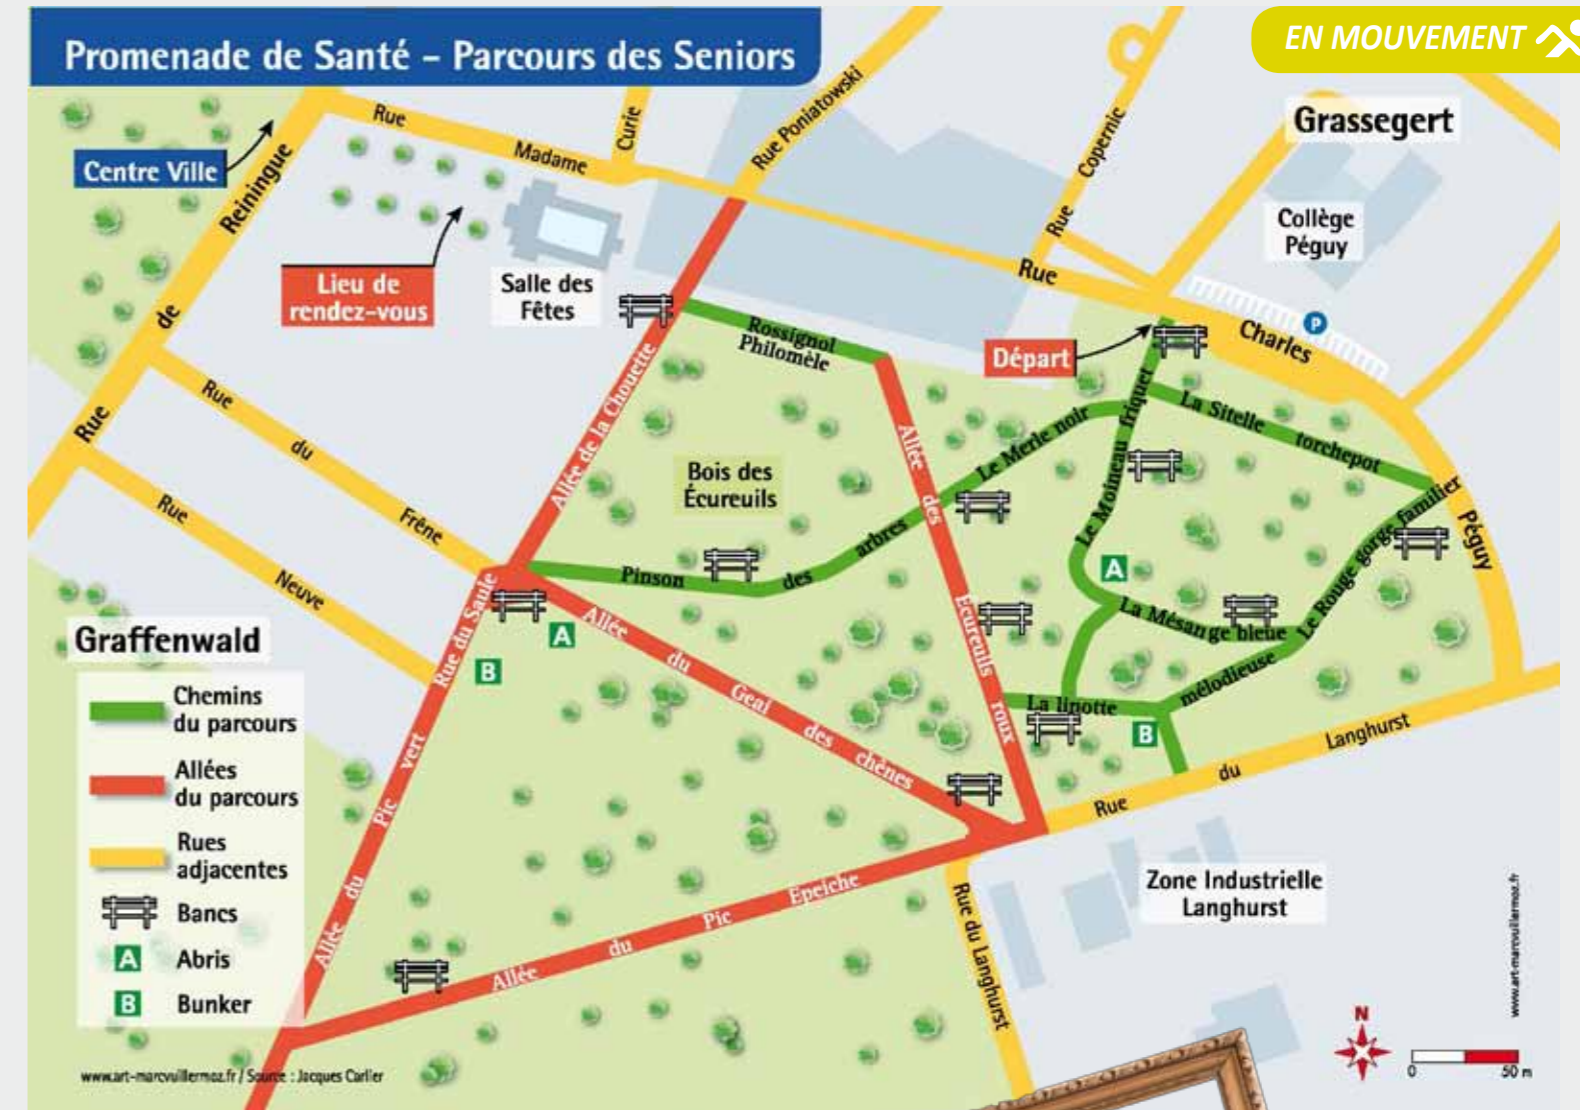 Promenade de Santé – Parcours des Seniors
EN MOUVEMENT
Centre Ville
Rue
Madame
Curie
Rue Poniatowski
Rue
Copernic
Grassegert
Collège
Péguy
Rue
de
Reiningue
Lieu de
rendez-vous
Salle des
Fêtes
Rue
Charles
Péguy
P
Départ
Rossignol
Philomèle
Allée de la Chouette
Bois des
Écureuils
Allée
des
Ecureuils
roux
Le Merle noir
Le Moineau friquet
La Sitelle torchepot
Le Rouge gorge familier
La Mésange bleue
La linotte
mélodieuse
Pinson
des
arbres
A
B
Rue
du
Frêne
Rue
Neuve
Rue du Saule
A
B
Allée
du
Geai
des
chênes
Allée
du
Pic
vert
Allée
du
Pic
Epeiche
Rue
du
Langhurst
Rue du Langhurst
Zone Industrielle
Langhurst
Graffenwald
Chemins
du parcours
Allées
du parcours
Rues
adjacentes
Bancs
A Abris
B Bunker
www.art-marcvuillermoz.fr / Source : Jacques Carlier
www.art-marcvuillermoz.fr
N
0 50 m